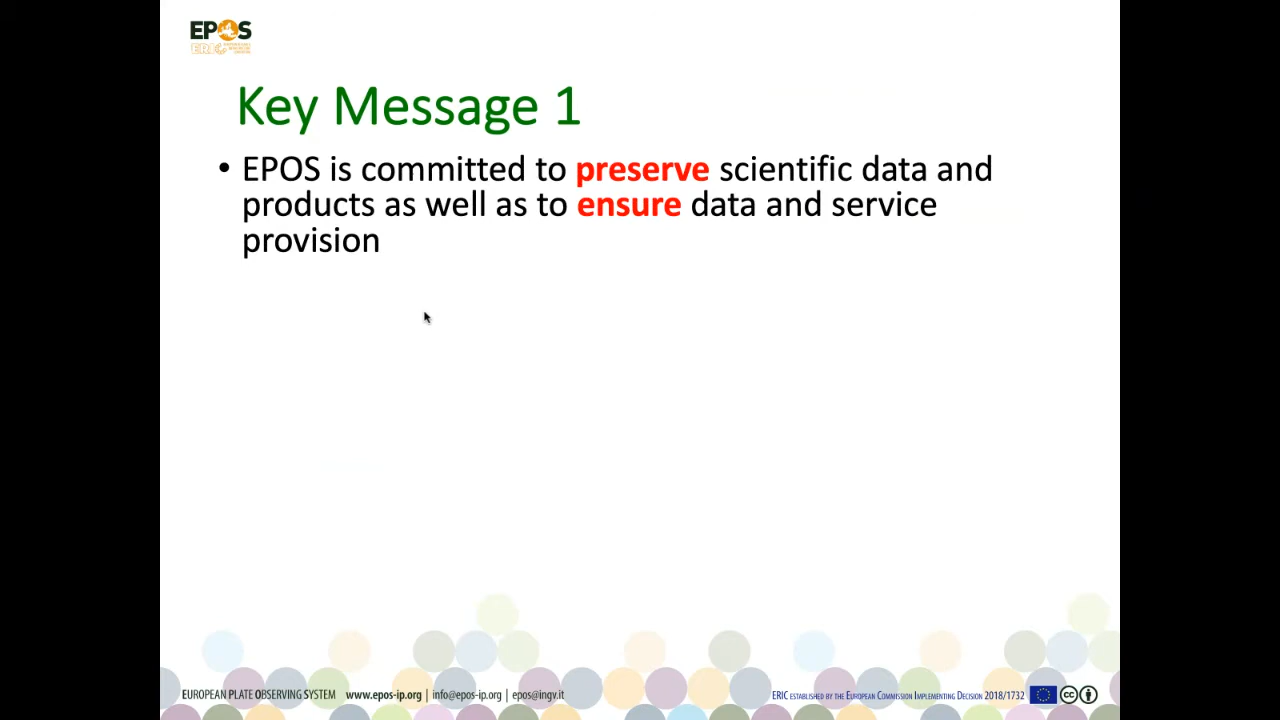 EPOS
ERIC
Key Message 1
• EPOS is committed to preserve scientific data and
products as well as to ensure data and service
provision
EUROPEAN PLATE OBSERVING SYSTEM www.epos-ip.org | info@epos-ip.org | epos@ingv.it
ERIC ESTABLISHED BY THE EUROPEAN COMMISSION IMPLEMENTING DECISION 2018/1732